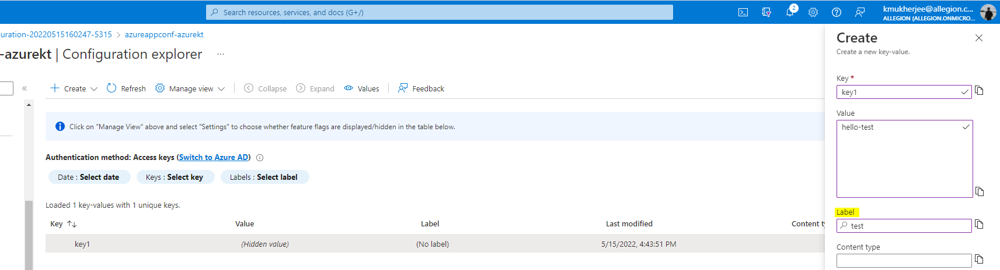 Search resources, services, and docs (G+/)
2
kmukherjee@allegion.c...
ALLEGION (ALLEGION.ONMICRO...
uration-20220515160247-5315 > azureappconf-azurekt
-azurekt | Configuration explorer ...
«
Create
Refresh
Manage view
Collapse
Expand
Values
Feedback
Click on "Manage View" above and select "Settings" to choose whether feature flags are displayed/hidden in the table below.
Authentication method: Access keys (Switch to Azure AD)
Date : Select date
Keys : Select key
Labels : Select label
Loaded 1 key-values with 1 unique keys.
Key Value Label Last modified Content ty
key1 (Hidden value) (No label) 5/15/2022, 4:43:51 PM
Create
Create a new key-value.
Key *
key1
Value
hello-test
Label
test
Content type